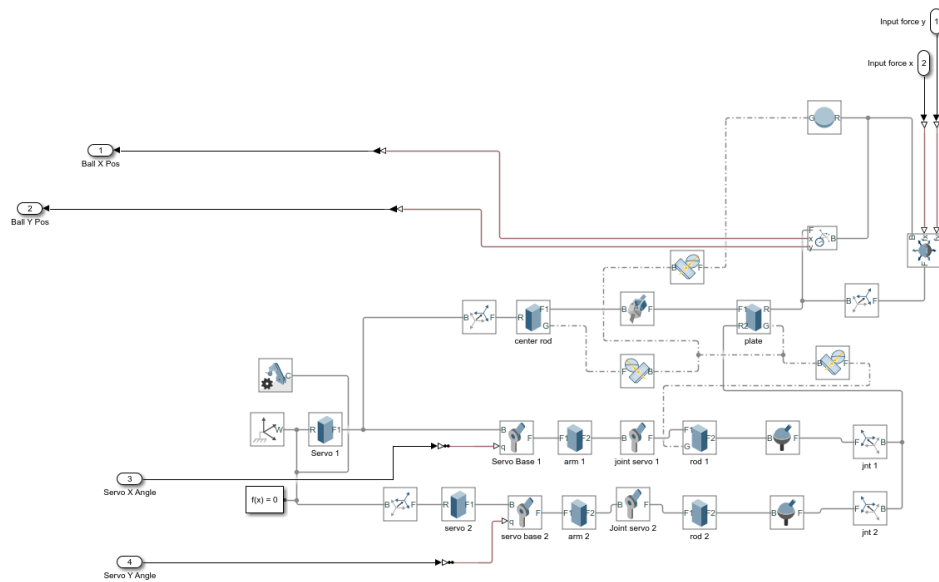 Input force y
1
Input force x
2
G R
1
Ball X Pos
2
Ball Y Pos
F
x B
y
B
B F
F
B F
B F
R F1
G
center rod
B F
F1 R
R2 G
plate
F B
B F
C
W
R F1
Servo 1
B F
q
Servo Base 1
F1 F2
arm 1
B F
joint servo 1
F1 F2
G
rod 1
B F
F B
jnt 1
3
Servo X Angle
f(x) = 0
B F
R F1
servo 2
B F
q
servo base 2
F1 F2
arm 2
B F
Joint servo 2
F1 F2
rod 2
B F
F B
jnt 2
4
Servo Y Angle